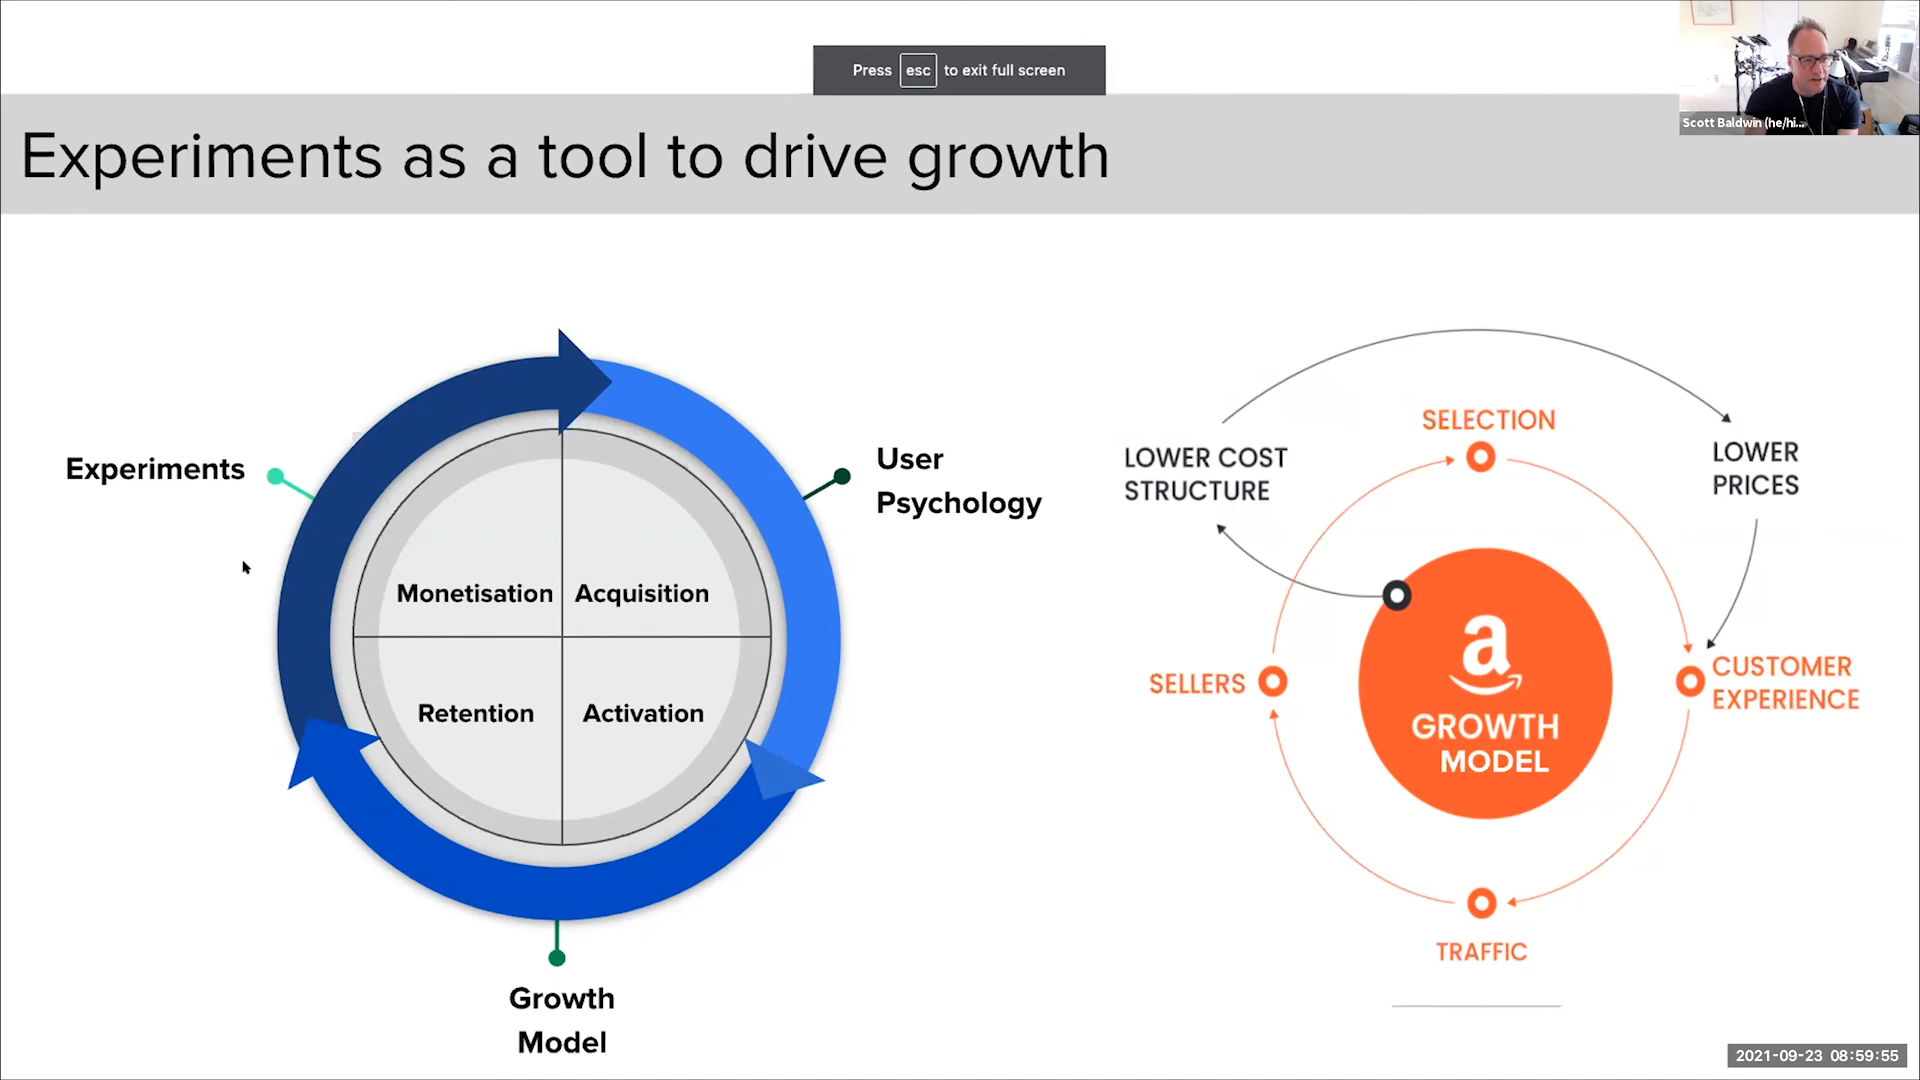 Press esc to exit full screen
Scott Baldwin (he/hi...
Experiments as a tool to drive growth
Experiments
User
Psychology
Monetisation
Acquisition
Retention
Activation
Growth
Model
SELECTION
LOWER COST
STRUCTURE
LOWER
PRICES
SELLERS
CUSTOMER
EXPERIENCE
a
GROWTH
MODEL
TRAFFIC
2021-09-23 08:59:55